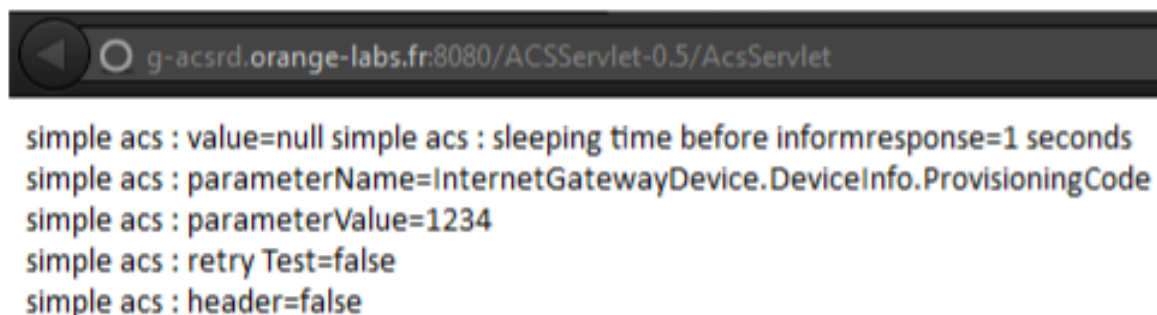 g-acsrd.orange-labs.fr:8080/ACSServlet-0.5/AcsServlet
simple acs : value=null simple acs : sleeping time before informresponse=1 seconds
simple acs : parameterName=InternetGatewayDevice.DeviceInfo.ProvisioningCode
simple acs : parameterValue=1234
simple acs : retry Test=false
simple acs : header=false